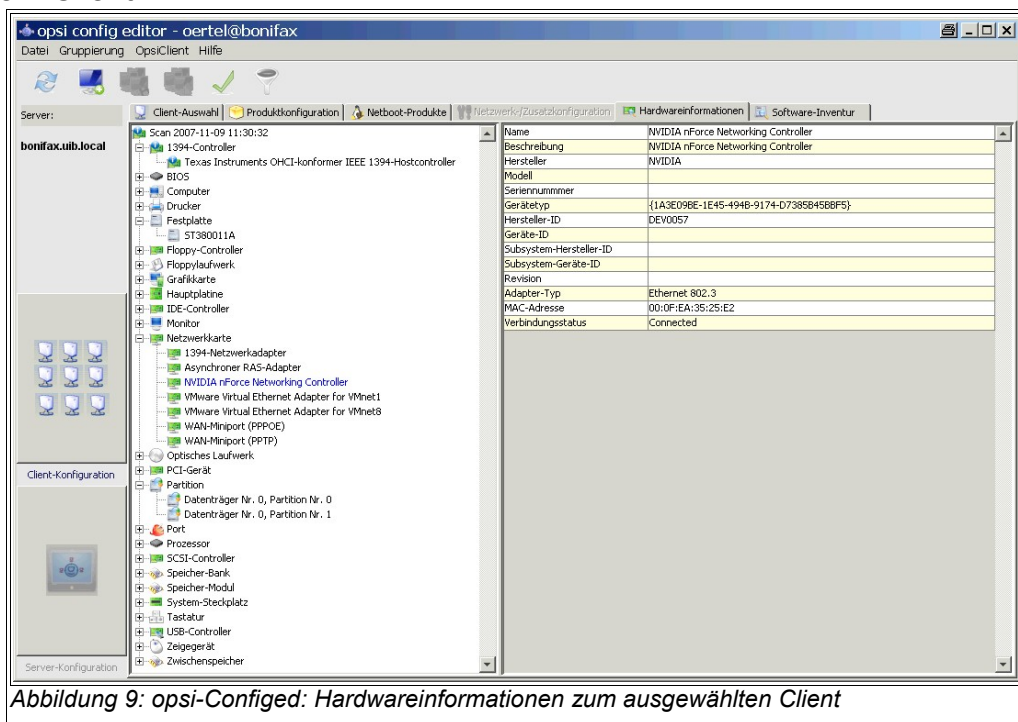 opsi config editor - oertel@bonifax
Datei Gruppierung OpsiClient Hilfe
Server:
Client-Auswahl Produktkonfiguration Netboot-Produkte Netzwerk-/Zusatzkonfiguration Hardwareinformationen Software-Inventur
bonifax.uib.local
Scan 2007-11-09 11:30:32
1394-Controller
Texas Instruments OHCI-konformer IEEE 1394-Hostcontroller
BIOS
Computer
Drucker
Festplatte
ST380011A
Floppy-Controller
Floppylaufwerk
Grafikkarte
Hauptplatine
IDE-Controller
Monitor
Netzwerkkarte
1394-Netzwerkadapter
Asynchroner RAS-Adapter
NVIDIA nForce Networking Controller
VMware Virtual Ethernet Adapter for VMnet1
VMware Virtual Ethernet Adapter for VMnet8
WAN-Miniport (PPPOE)
WAN-Miniport (PPTP)
Optisches Laufwerk
PCI-Gerät
Partition
Datenträger Nr. 0, Partition Nr. 0
Datenträger Nr. 0, Partition Nr. 1
Port
Prozessor
SCSI-Controller
Speicher-Bank
Speicher-Modul
System-Steckplatz
Tastatur
USB-Controller
Zeigegerät
Zwischenspeicher
Name NVIDIA nForce Networking Controller
Beschreibung NVIDIA nForce Networking Controller
Hersteller NVIDIA
Modell
Seriennummmer
Gerätetyp {1A3E09BE-1E45-494B-9174-D7385B45BBF5}
Hersteller-ID DEV0057
Geräte-ID
Subsystem-Hersteller-ID
Subsystem-Geräte-ID
Revision
Adapter-Typ Ethernet 802.3
MAC-Adresse 00:0F:EA:35:25:E2
Verbindungsstatus Connected
Client-Konfiguration
Server-Konfiguration
Abbildung 9: opsi-Configed: Hardwareinformationen zum ausgewählten Client